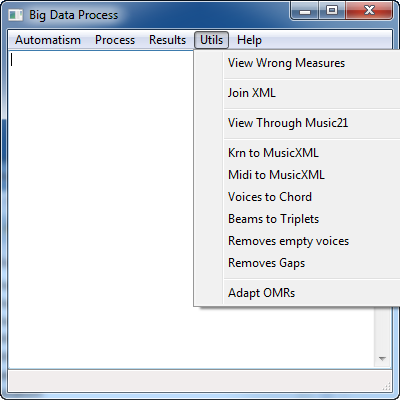 Big Data Process
Automatism Process Results Utils Help
View Wrong Measures
Join XML
View Through Music21
Krn to MusicXML
Midi to MusicXML
Voices to Chord
Beams to Triplets
Removes empty voices
Removes Gaps
Adapt OMRs